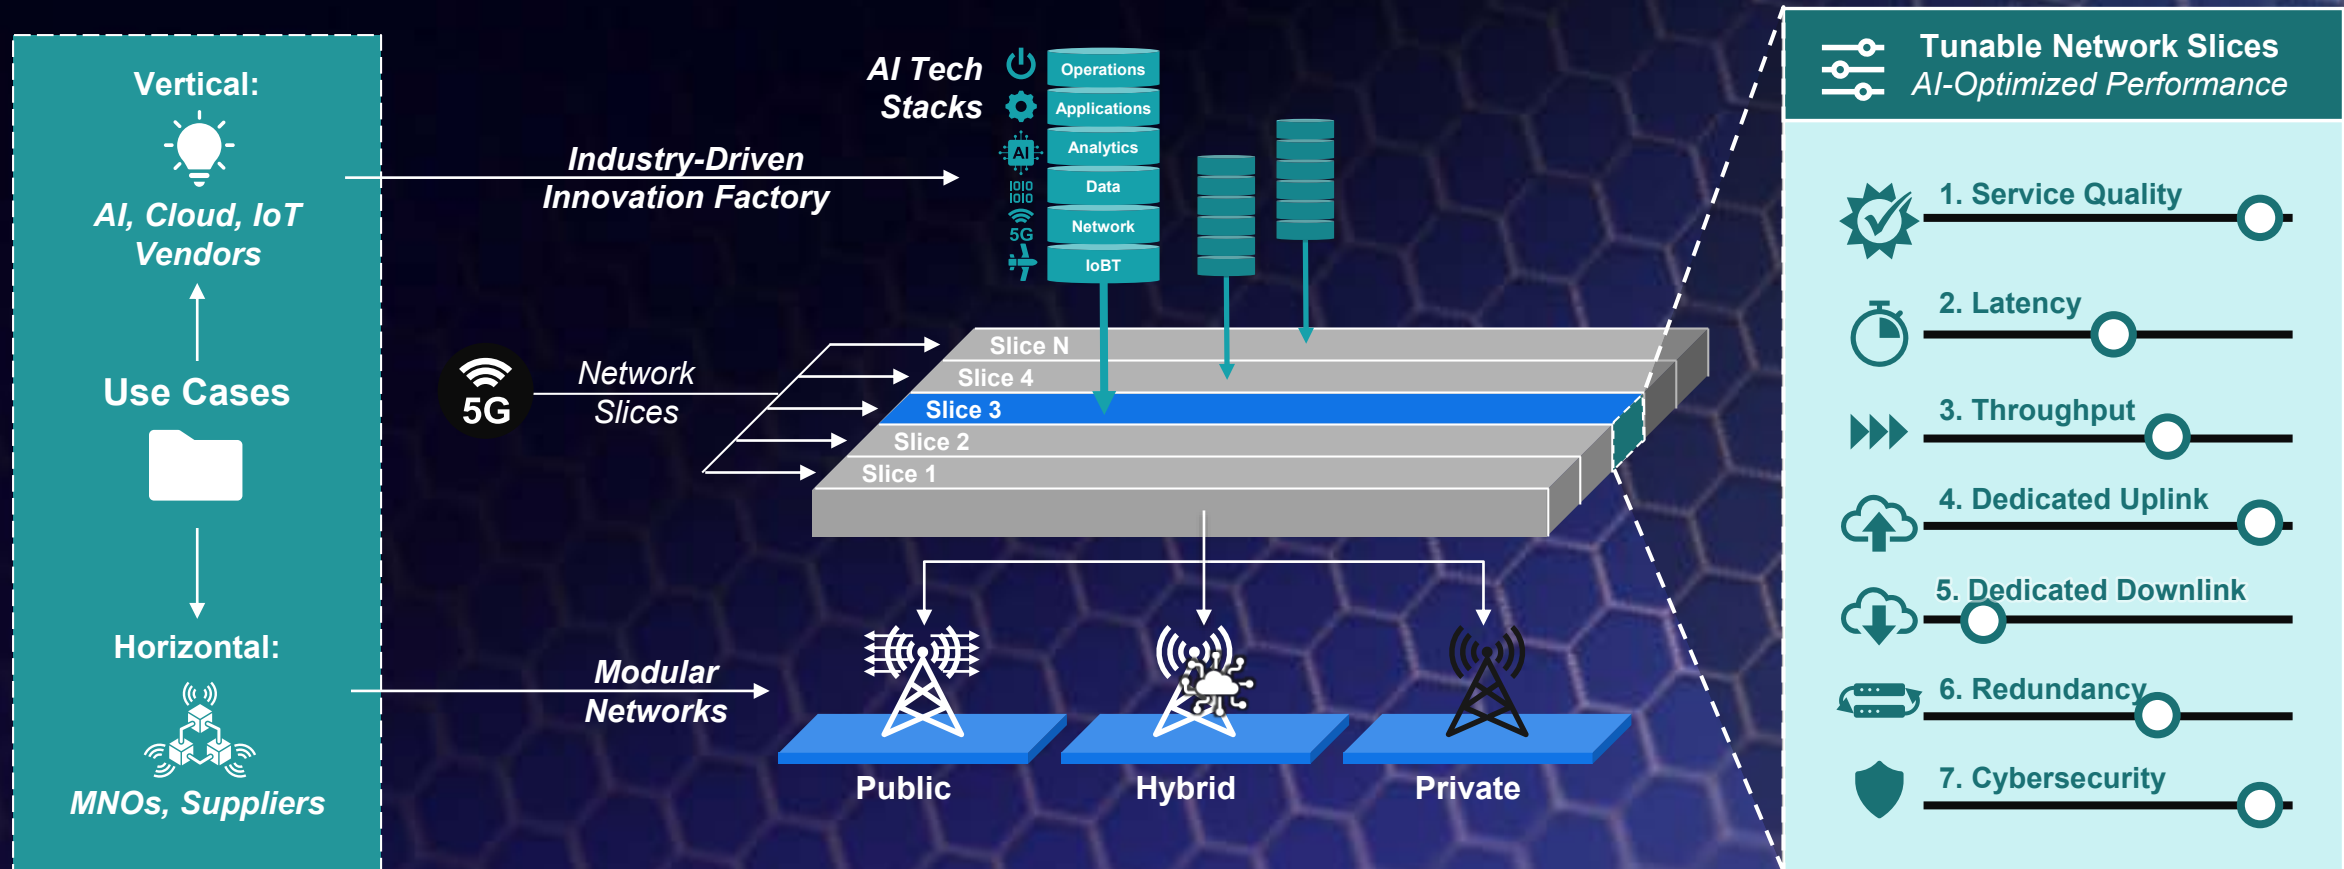 Vertical:
AI, Cloud, IoT
Vendors
Use Cases
Horizontal:
MNOs, Suppliers
Industry-Driven
Innovation Factory
5G
Network
Slices
Modular
Networks
AI Tech
Stacks
Operations
Applications
AI
Analytics
1010
1010
Data
5G
Network
IoBT
Slice N
Slice 4
Slice 3
Slice 2
Slice 1
Public
Hybrid
Private
Tunable Network Slices
AI-Optimized Performance
1. Service Quality
2. Latency
3. Throughput
4. Dedicated Uplink
5. Dedicated Downlink
6. Redundancy
7. Cybersecurity